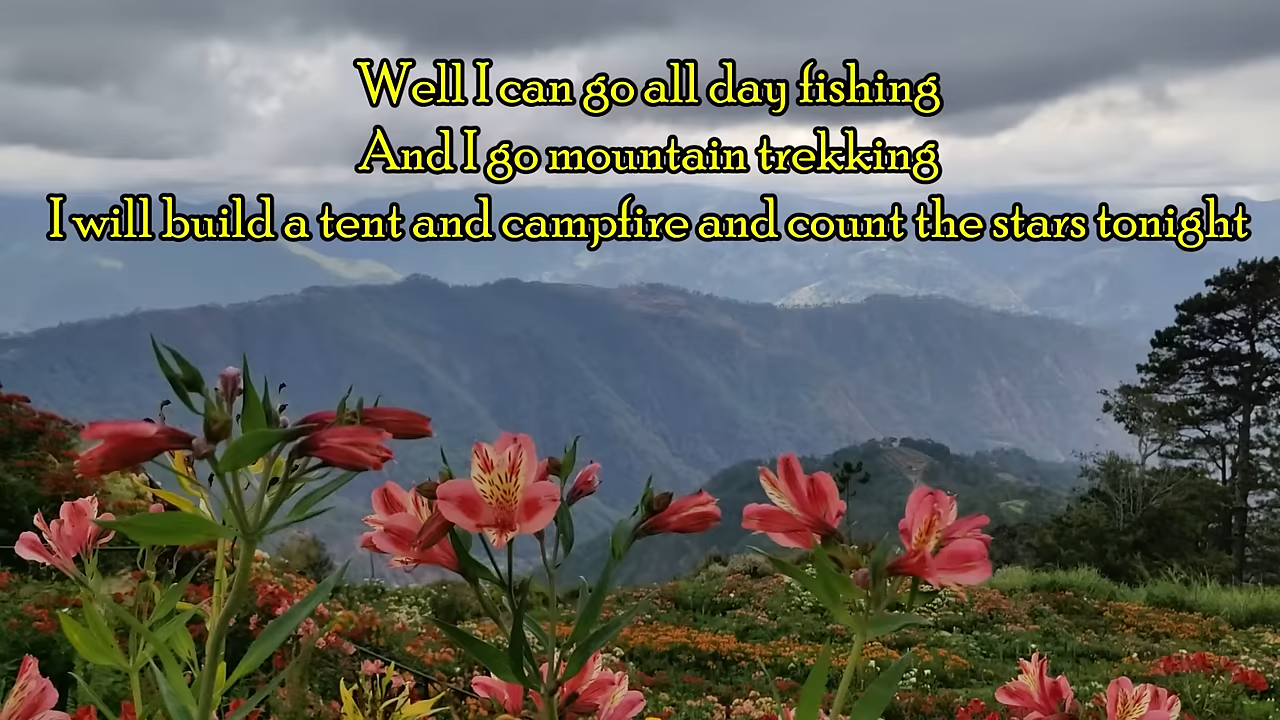 Well I can go all day fishing
And I go mountain trekking
I will build a tent and campfire and count the stars tonight